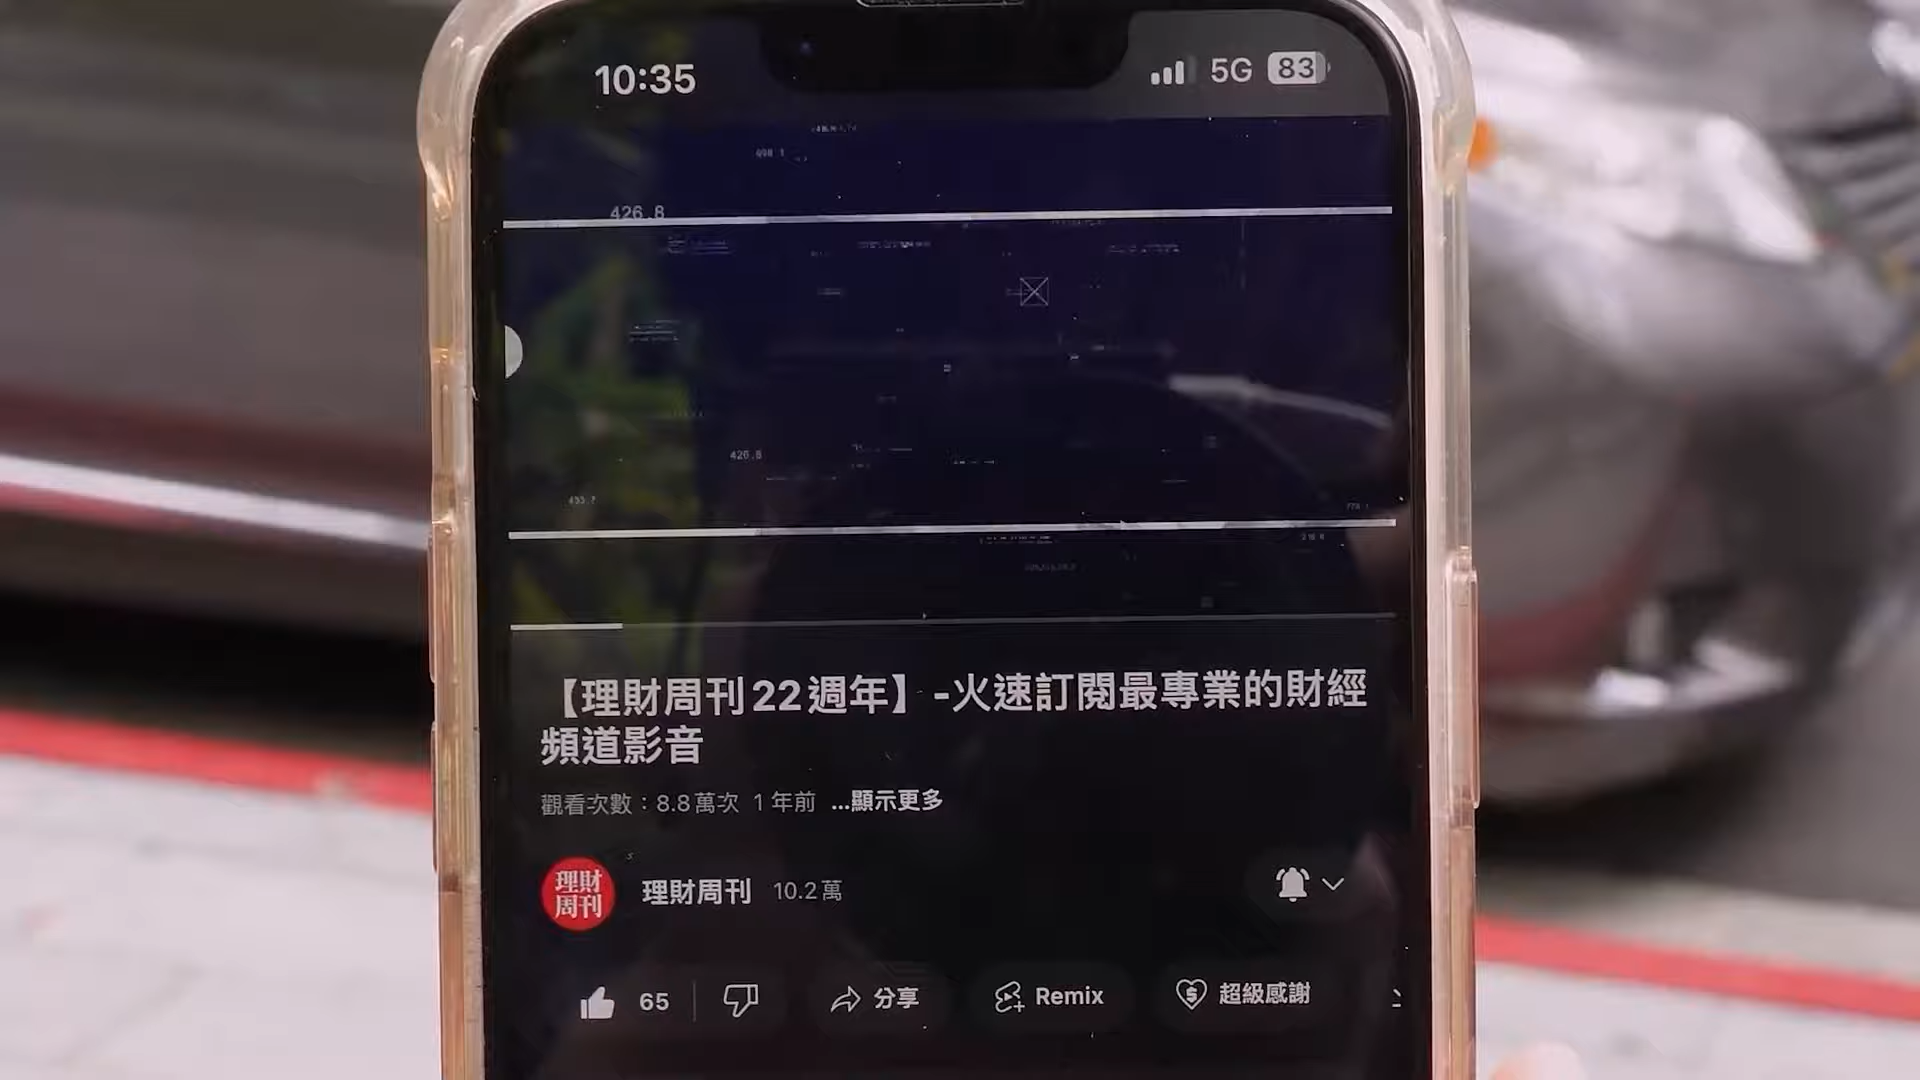 10:35
5G 83
426.8
426.8
【理財周刊22週年】-火速訂閱最專業的財經
頻道影音
觀看次數：8.8萬次 1年前 ...顯示更多
理財
周刊
理財周刊 10.2萬
65
分享
Remix
超級感謝